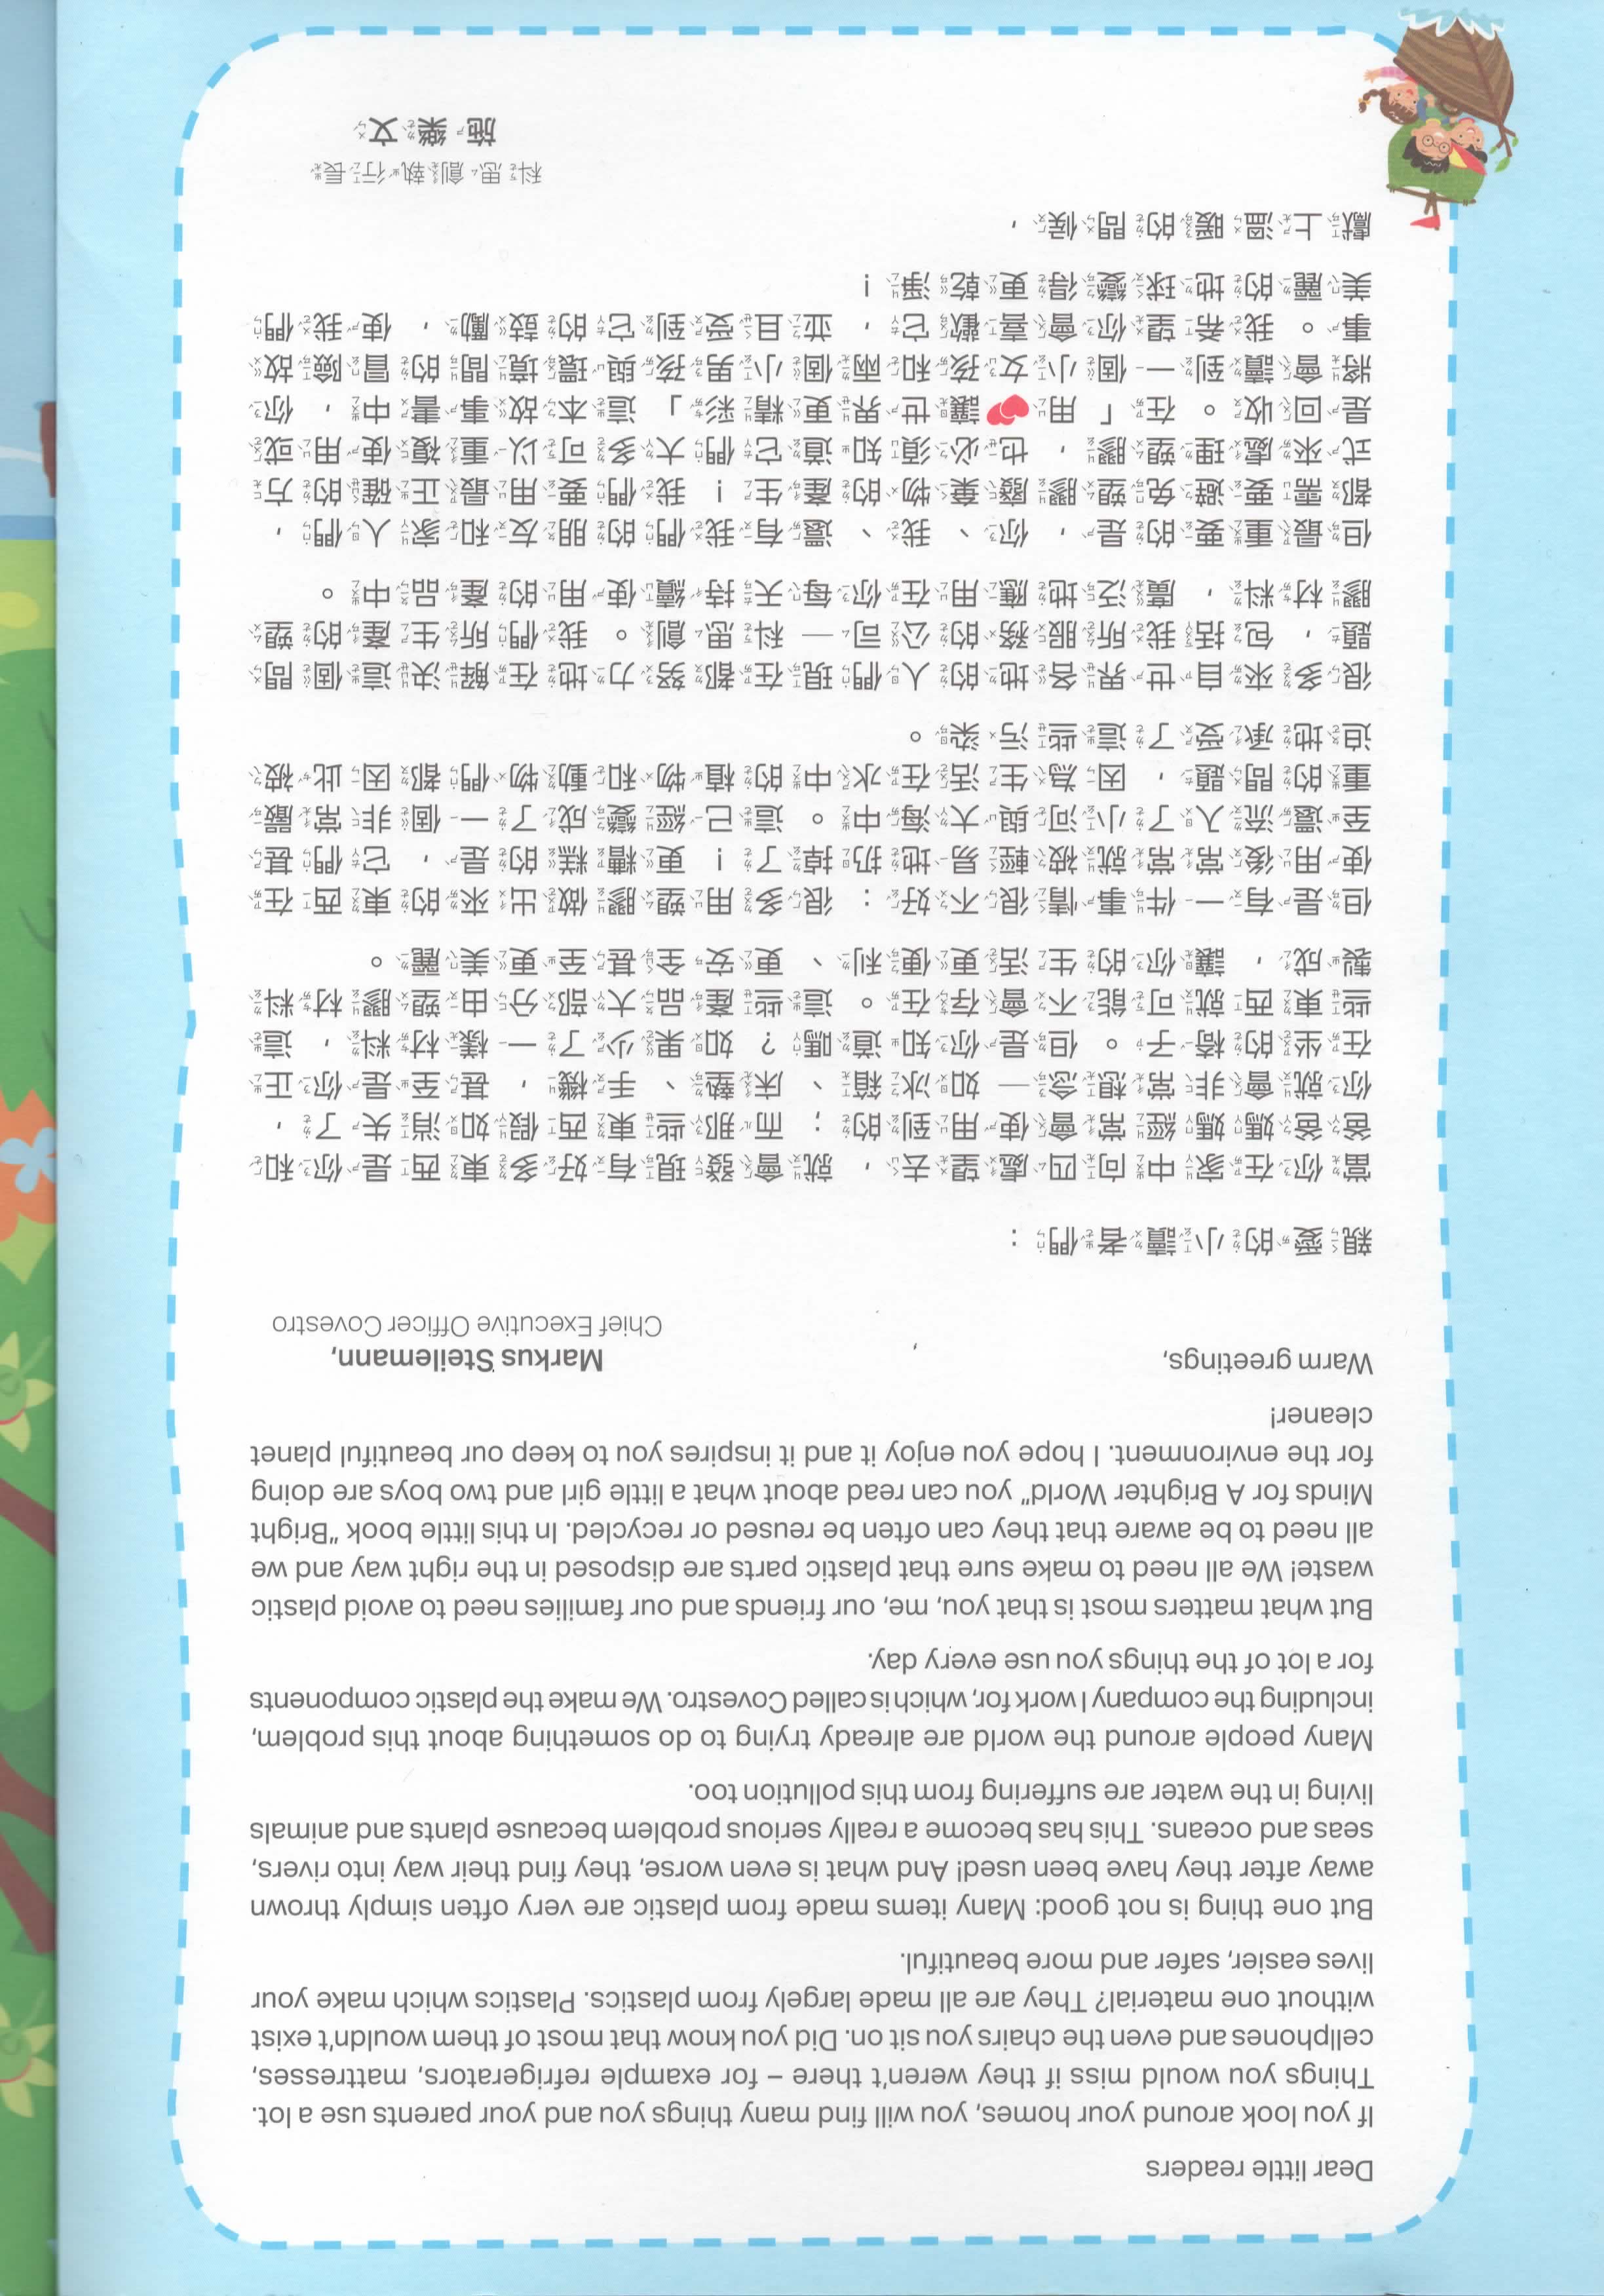 Dear little readers
If you look around your homes, you will find many things you and your parents use a lot.
Things you would miss if they weren't there – for example refrigerators, mattresses,
cellphones and even the chairs you sit on. Did you know that most of them wouldn't exist
without one material? They are all made largely from plastics. Plastics which make your
lives easier, safer and more beautiful.
But one thing is not good: Many items made from plastic are very often simply thrown
away after they have been used! And what is even worse, they find their way into rivers,
seas and oceans. This has become a really serious problem because plants and animals
living in the water are suffering from this pollution too.
Many people around the world are already trying to do something about this problem,
including the company I work for, which is called Covestro. We make the plastic components
for a lot of the things you use every day.
But what matters most is that you, me, our friends and our families need to avoid plastic
waste! We all need to make sure that plastic parts are disposed in the right way and we
all need to be aware that they can often be reused or recycled. In this little book “Bright
Minds for A Brighter World” you can read about what a little girl and two boys are doing
for the environment. I hope you enjoy it and it inspires you to keep our beautiful planet
cleaner!
Warm greetings,
Markus Steilemann,
Chief Executive Officer Covestro
親愛的小讀者們：
當你在家中向四處望去，就會發現有好多東西是你和
爸爸媽媽經常會使用到的；而那些東西假如消失了，
你就會非常想念—如冰箱、床墊、手機，甚至是你正
在坐的椅子。但是你知道嗎？如果少了一樣材料，這
些東西就可能不會存在。這些產品大部分由塑膠材料
製成，讓你的生活更便利、更安全甚至更美麗。
但是有一件事情很不好：很多用塑膠做出來的東西在
使用後常常就被輕易地扔掉了！更糟糕的是，它們甚
至還流入了小河與大海中。這已經變成了一個非常嚴
重的問題，因為生活在水中的植物和動物們都因此被
迫地承受了這些污染。
很多來自世界各地的人們現在都努力地在解決這個問
題，包括我所服務的公司—科思創。我們所生產的塑
膠材料，廣泛地應用在你每天持續使用的產品中。
但最重要的是，你、我、還有我們的朋友和家人們，
都需要避免塑膠廢棄物的產生！我們要用最正確的方
式來處理塑膠，也必須知道它們大多可以重複使用或
是回收。在「用讓世界更精彩」這本故事書中，你
將會讀到一個小女孩和兩個小男孩與環境間的冒險故
事。我希望你會喜歡它，並且受到它的鼓勵，使我們
美麗的地球變得更乾淨！
獻上溫暖的問候，
科思創執行長
施樂文